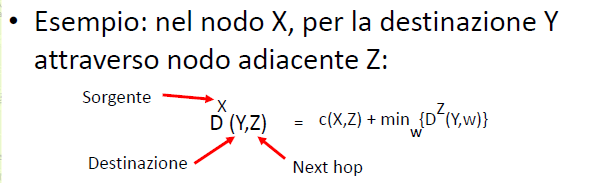 • Esempio: nel nodo X, per la destinazione Y
attraverso nodo adiacente Z:
Sorgente
X
D (Y,Z) = c(X,Z) + min {D^Z(Y,w)}
w
Destinazione
Next hop